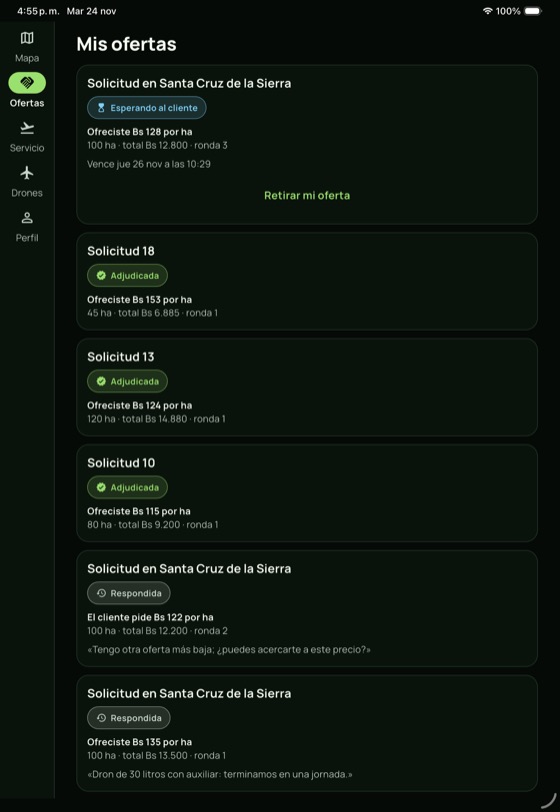 4:55 p. m. Mar 24 nov
100%
Mapa
Ofertas
Servicio
Drones
Perfil
Mis ofertas
Solicitud en Santa Cruz de la Sierra
Esperando al cliente
Ofreciste Bs 128 por ha
100 ha · total Bs 12.800 · ronda 3
Vence jue 26 nov a las 10:29
Retirar mi oferta
Solicitud 18
Adjudicada
Ofreciste Bs 153 por ha
45 ha · total Bs 6.885 · ronda 1
Solicitud 13
Adjudicada
Ofreciste Bs 124 por ha
120 ha · total Bs 14.880 · ronda 1
Solicitud 10
Adjudicada
Ofreciste Bs 115 por ha
80 ha · total Bs 9.200 · ronda 1
Solicitud en Santa Cruz de la Sierra
Respondida
El cliente pide Bs 122 por ha
100 ha · total Bs 12.200 · ronda 2
«Tengo otra oferta más baja; ¿puedes acercarte a este precio?»
Solicitud en Santa Cruz de la Sierra
Respondida
Ofreciste Bs 135 por ha
100 ha · total Bs 13.500 · ronda 1
«Dron de 30 litros con auxiliar: terminamos en una jornada.»